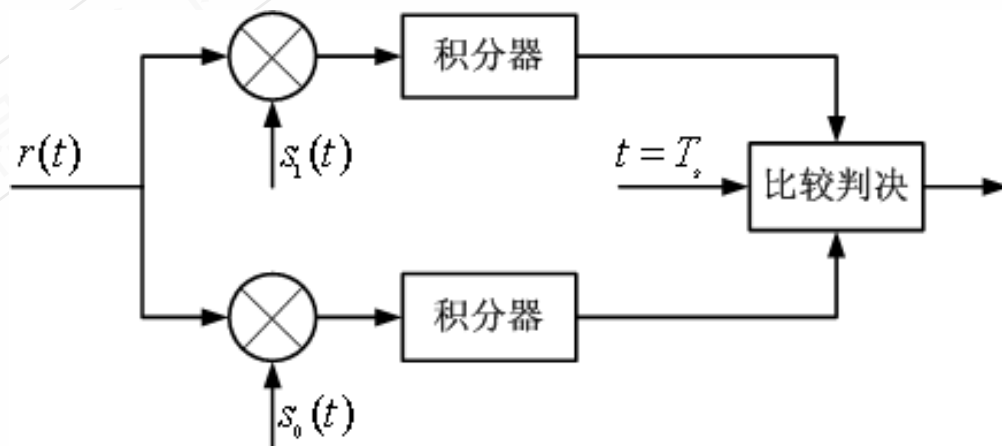 积分器
r(t)
s₁(t)
t = Tₛ
比较判决
积分器
s₀(t)